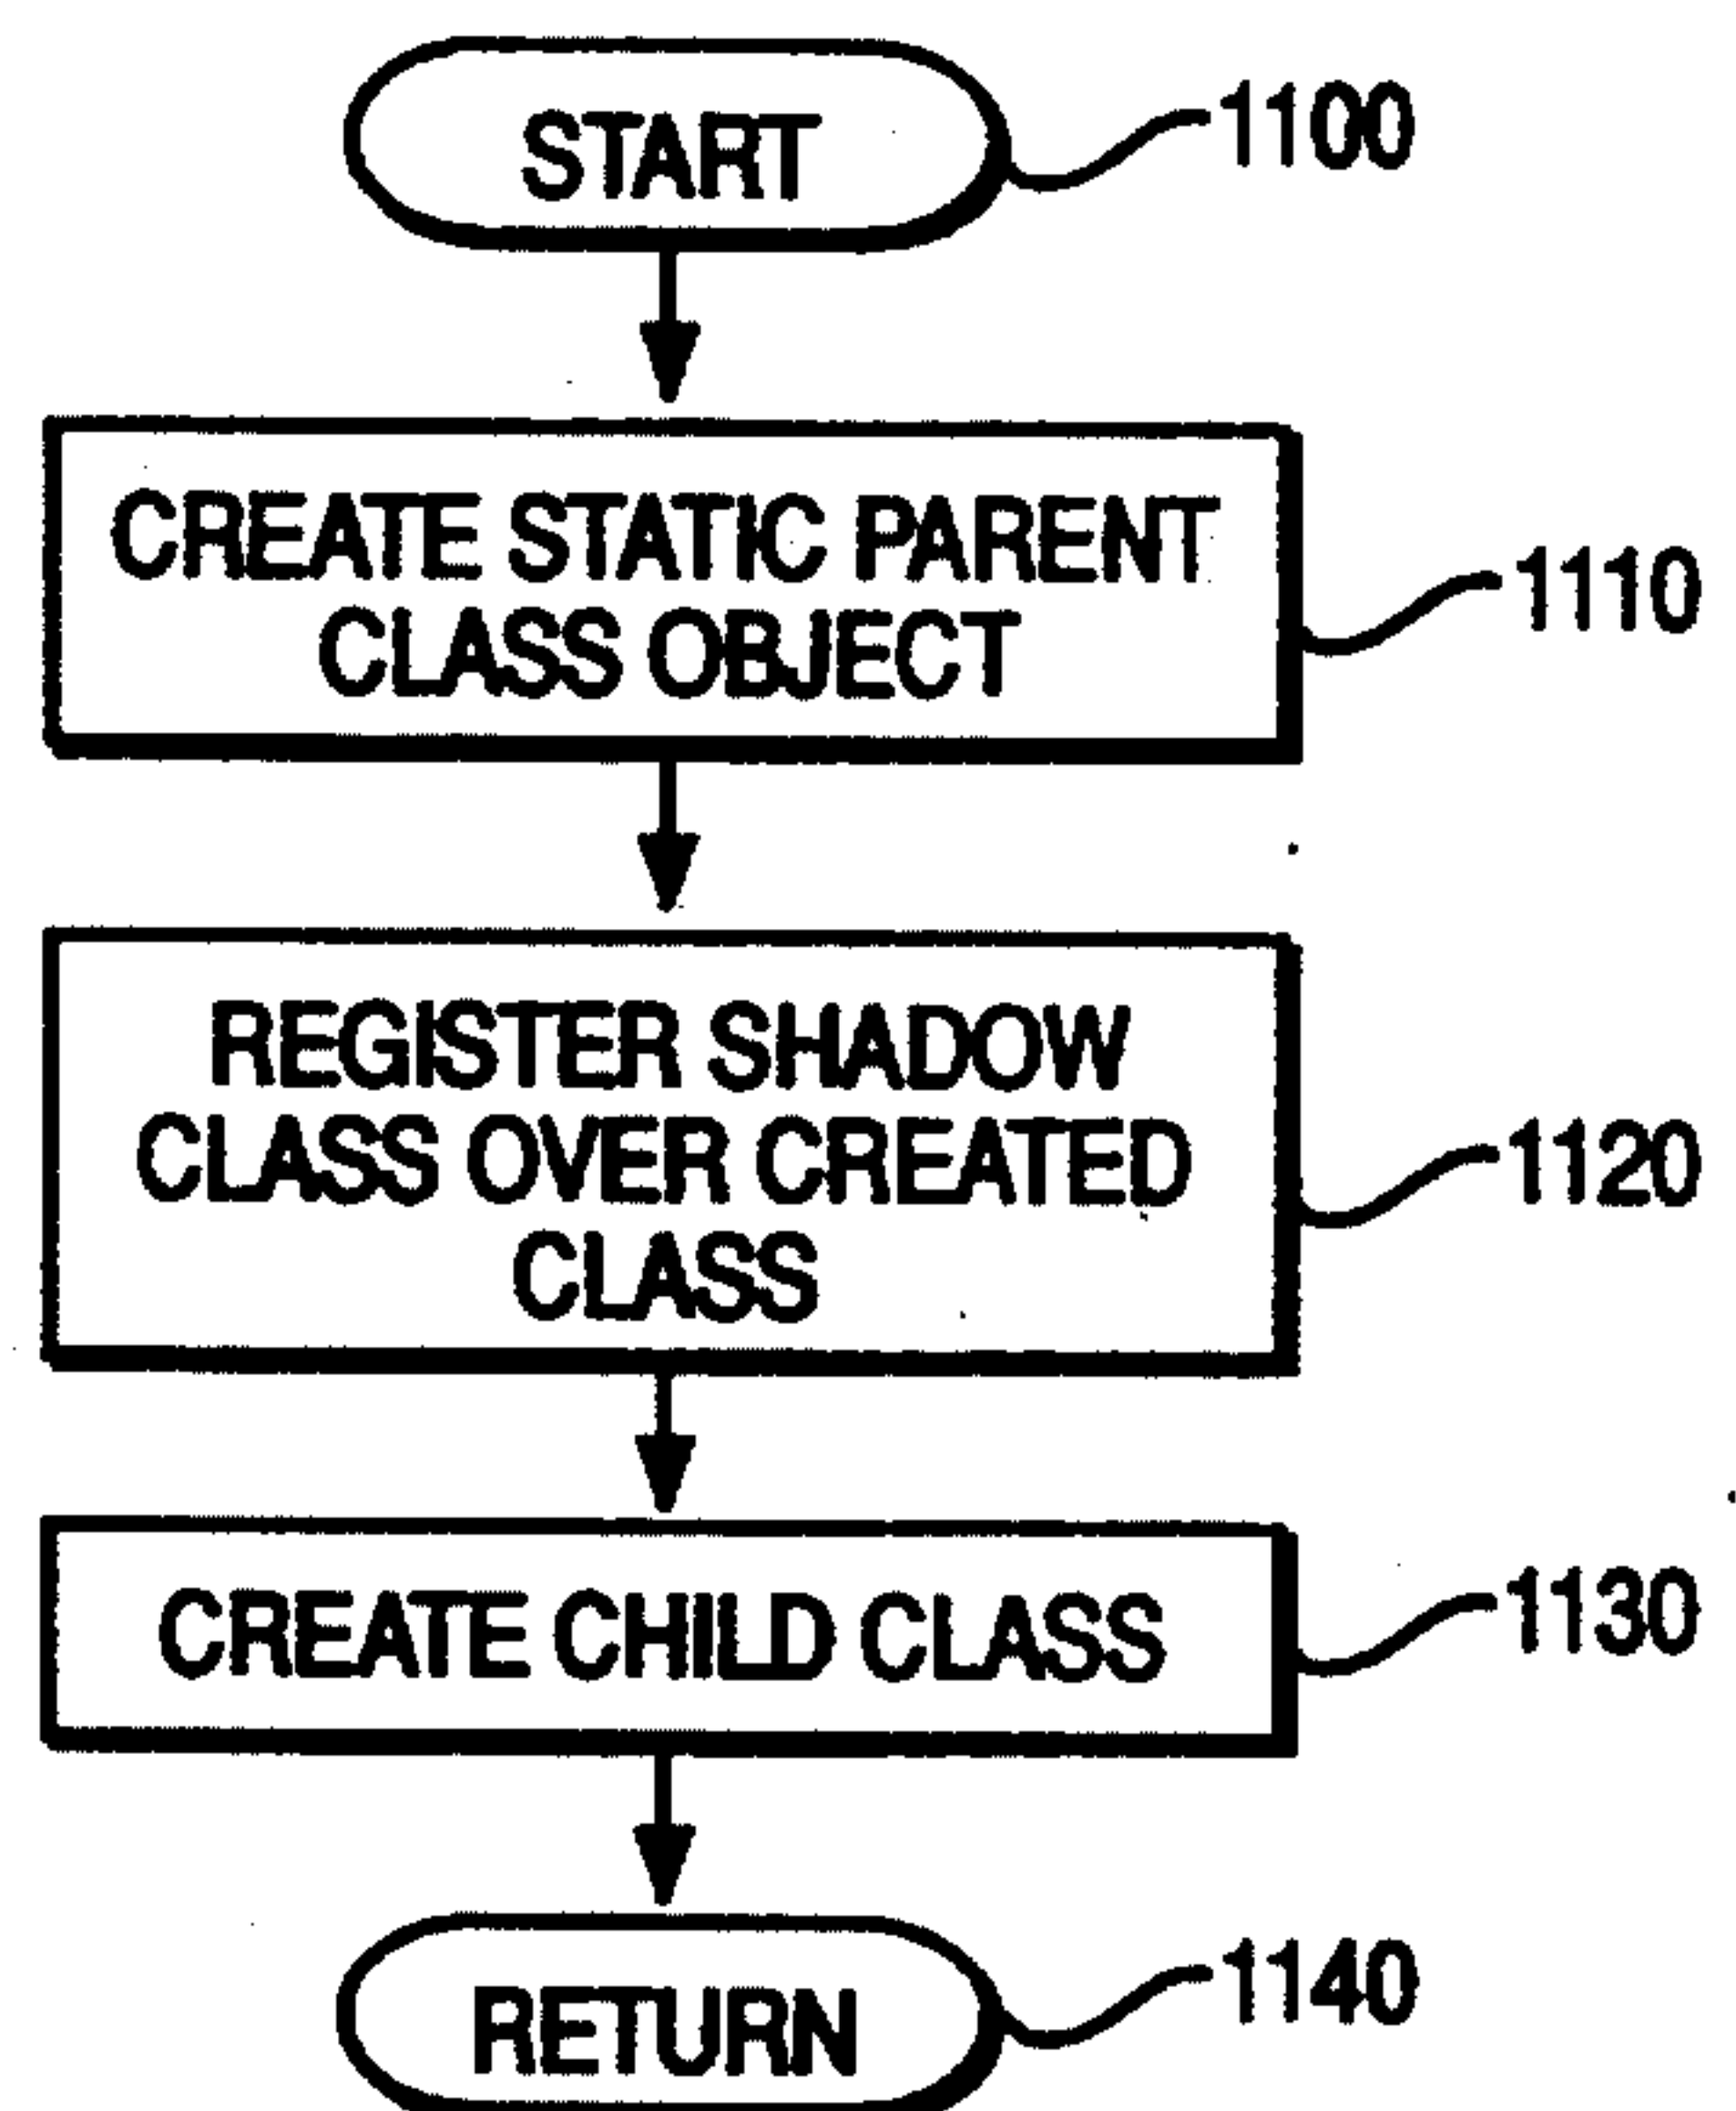 START
1100
CREATE STATIC PARENT
CLASS OBJECT
1110
REGISTER SHADOW
CLASS OVER CREATED
CLASS
1120
CREATE CHILD CLASS
1130
RETURN
1140